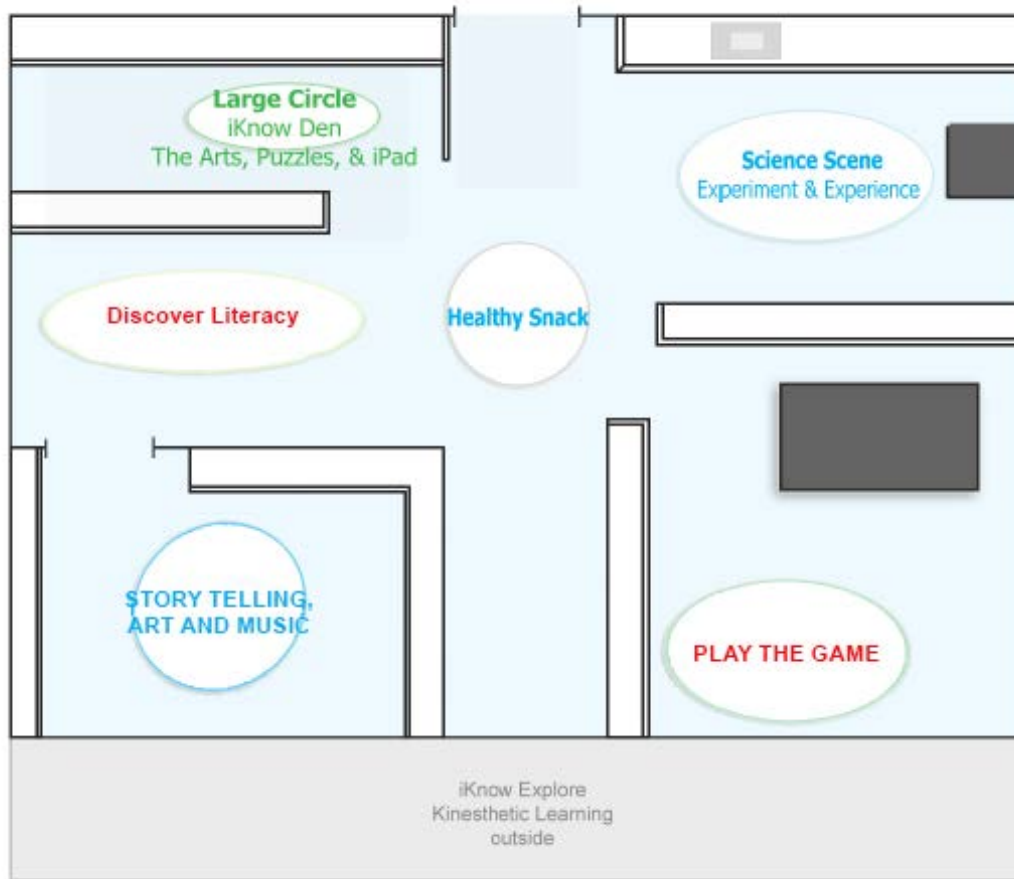 Large Circle
iKnow Den
The Arts, Puzzles, & iPad
Science Scene
Experiment & Experience
Discover Literacy
Healthy Snack
STORY TELLING,
ART AND MUSIC
PLAY THE GAME
iKnow Explore
Kinesthetic Learning
outside